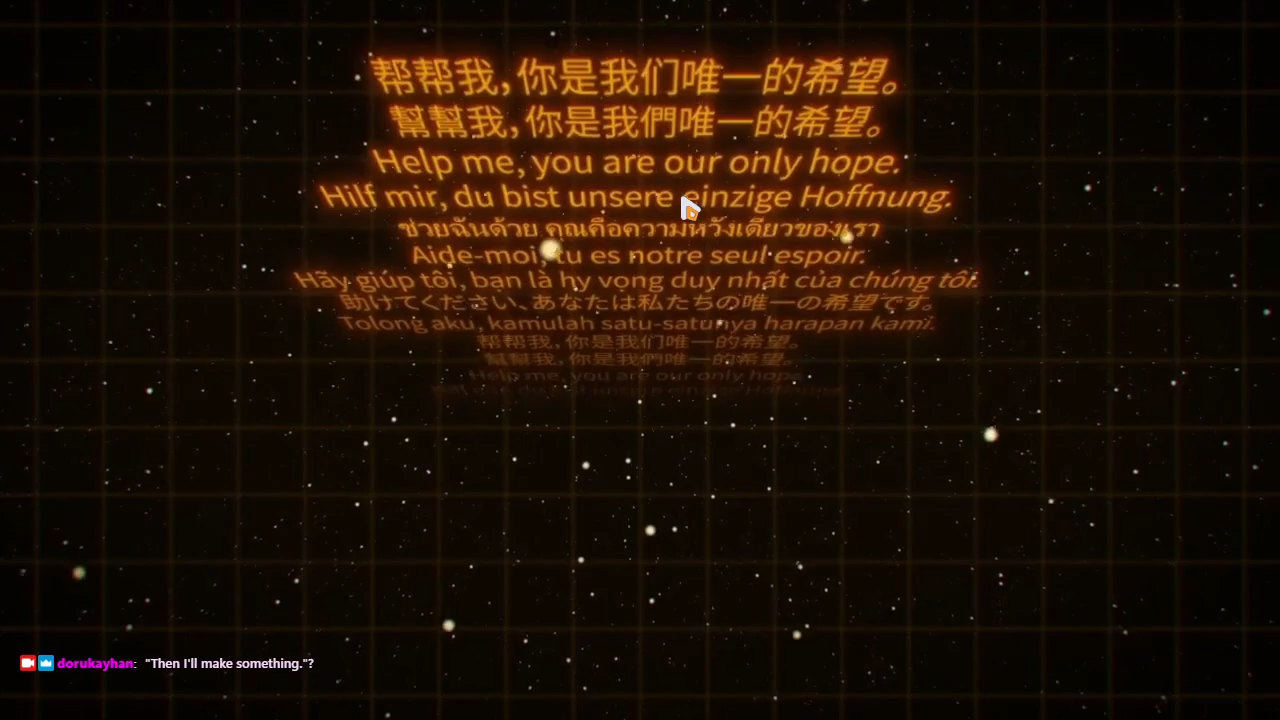 帮帮我，你是我们唯一的希望。
幫幫我，你是我們唯一的希望。
Help me, you are our only hope.
Hilf mir, du bist unsere einzige Hoffnung.
ช่วยฉันด้วย คุณคือความหวังเดียวของเรา
Aide-moi, tu es notre seul espoir.
Hãy giúp tôi, bạn là hy vọng duy nhất của chúng tôi.
助けてください、あなたは私たちの唯一の希望です。
Tolong aku, kamulah satu-satunya harapan kami.
帮帮我，你是我们唯一的希望。
幫幫我，你是我們唯一的希望。
Help me, you are our only hope.
dorukayhan: "Then I'll make something."?